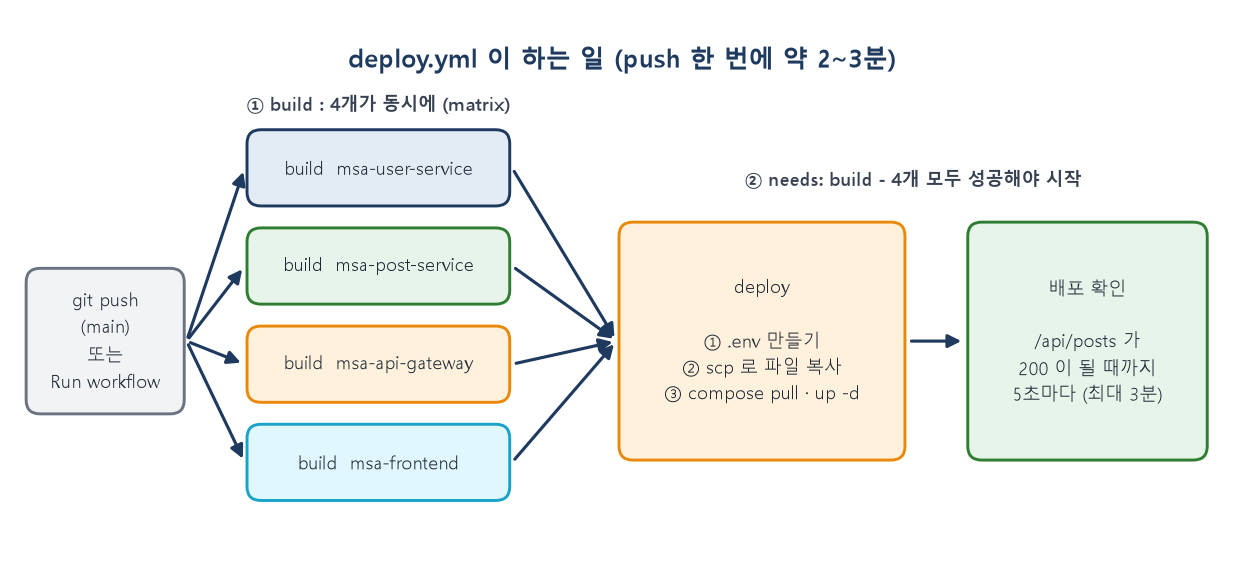 deploy.yml 이 하는 일 (push 한 번에 약 2~3분)
① build : 4개가 동시에 (matrix)
git push
(main)
또는
Run workflow
build msa-user-service
build msa-post-service
build msa-api-gateway
build msa-frontend
② needs: build - 4개 모두 성공해야 시작
deploy
① .env 만들기
② scp 로 파일 복사
③ compose pull · up -d
배포 확인
/api/posts 가
200 이 될 때까지
5초마다 (최대 3분)